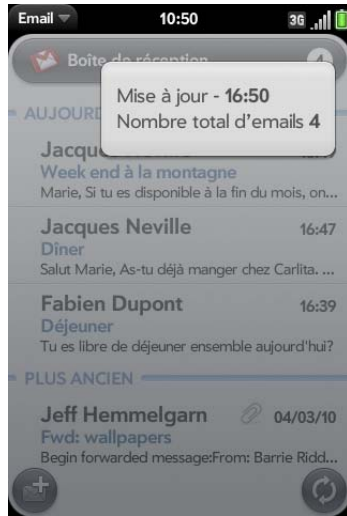 Email
10:50
3G
Boîte de réception
4
Mise à jour - 16:50
Nombre total d'emails 4
AUJOURD
Jacques
Week end à la montagne
Marie, Si tu es disponible à la fin du mois, on...
Jacques Neville 16:47
Dîner
Salut Marie, As-tu déjà manger chez Carlita. ...
Fabien Dupont 16:39
Déjeuner
Tu es libre de déjeuner ensemble aujourd'hui?
PLUS ANCIEN
Jeff Hemmelgarn 04/03/10
Fwd: wallpapers
Begin forwarded message:From: Barrie Ridd...